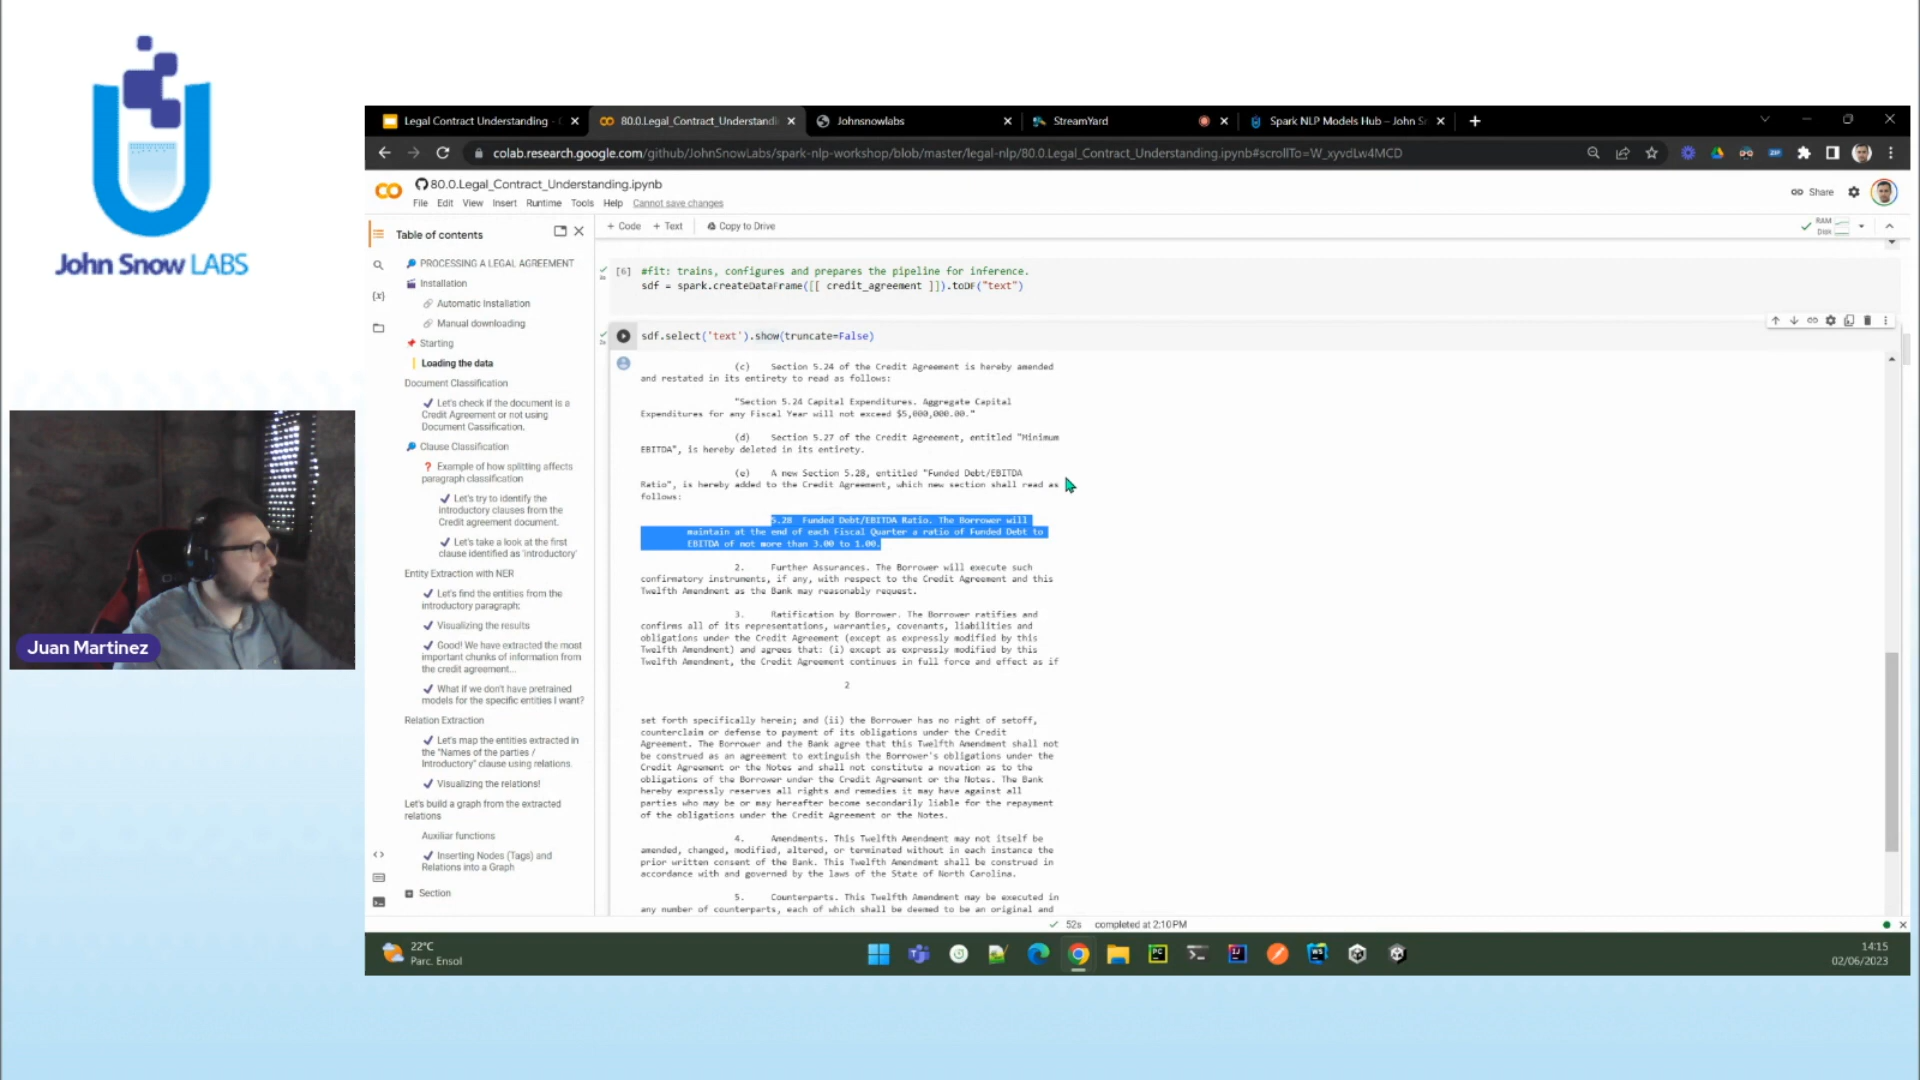 John Snow LABS
Juan Martinez
Legal Contract Understanding -
80.0.Legal_Contract_Understandi
Johnsnowlabs
StreamYard
Spark NLP Models Hub – John S
colab.research.google.com/github/JohnSnowLabs/spark-nlp-workshop/blob/master/legal-nlp/80.0.Legal_Contract_Understanding.ipynb#scrollTo=W_xyvdLw4MCD
80.0.Legal_Contract_Understanding.ipynb
Share
File Edit View Insert Runtime Tools Help Cannot save changes
Table of contents
+ Code + Text Copy to Drive
RAM
Disk
PROCESSING A LEGAL AGREEMENT
Installation
Automatic Installation
Manual downloading
Starting
Loading the data
Document Classification
Let's check if the document is a
Credit Agreement or not using
Document Cassification.
Clause Classification
Example of how splitting affects
paragraph classification
Let's try to identify the
introductory clauses from the
Credit agreement document.
Let's take a look at the first
clause identified as 'introductory'
Entity Extraction with NER
Let's find the entities from the
introductory paragraph:
Visualizing the results
Good! We have extracted the most
important chunks of information from
the credit agreement...
What if we don't have pretrained
models for the specific entities I want?
Relation Extraction
Let's map the entities extracted in
the "Names of the parties /
Introductory" clause using relations.
Visualizing the relations!
Let's build a graph from the extracted
relations
Auxiliar functions
Inserting Nodes (Tags) and
Relations into a Graph
Section
[6] #fit: trains, configures and prepares the pipeline for inference.
sdf = spark.createDataFrame([[ credit_agreement ]]).toDF("text")
sdf.select('text').show(truncate=False)
(c) Section 5.24 of the Credit Agreement is hereby amended
and restated in its entirety to read as follows:
"Section 5.24 Capital Expenditures. Aggregate Capital
Expenditures for any Fiscal Year will not exceed $5,000,000.00."
(d) Section 5.27 of the Credit Agreement, entitled "Minimum
EBITDA", is hereby deleted in its entirety.
(e) A new Section 5.28, entitled "Funded Debt/EBITDA
Ratio", is hereby added to the Credit Agreement, which new section shall read as
follows:
5.28 Funded Debt/EBITDA Ratio. The Borrower will
maintain at the end of each Fiscal Quarter a ratio of Funded Debt to
EBITDA of not more than 3.00 to 1.00.
2. Further Assurances. The Borrower will execute such
confirmatory instruments, if any, with respect to the Credit Agreement and this
Twelfth Amendment as the Bank may reasonably request.
3. Ratification by Borrower. The Borrower ratifies and
confirms all of its representations, warranties, covenants, liabilities and
obligations under the Credit Agreement (except as expressly modified by this
Twelfth Amendment) and agrees that: (i) except as expressly modified by this
Twelfth Amendment, the Credit Agreement continues in full force and effect as if
2
set forth specifically herein; and (ii) the Borrower has no right of setoff,
counterclaim or defense to payment of its obligations under the Credit
Agreement. The Borrower and the Bank agree that this Twelfth Amendment shall not
be construed as an agreement to extinguish the Borrower's obligations under the
Credit Agreement or the Notes and shall not constitute a novation as to the
obligations of the Borrower under the Credit Agreement or the Notes. The Bank
hereby expressly reserves all rights and remedies it may have against all
parties who may be or may hereafter become secondarily liable for the repayment
of the obligations under the Credit Agreement or the Notes.
4. Amendments. This Twelfth Amendment may not itself be
amended, changed, modified, altered, or terminated without in each instance the
prior written consent of the Bank. This Twelfth Amendment shall be construed in
accordance with and governed by the laws of the State of North Carolina.
5. Counterparts. This Twelfth Amendment may be executed in
any number of counterparts, each of which shall be deemed to be an original and
52s completed at 2:10PM
22°C
Parc. Ensol
14:15
02/06/2023